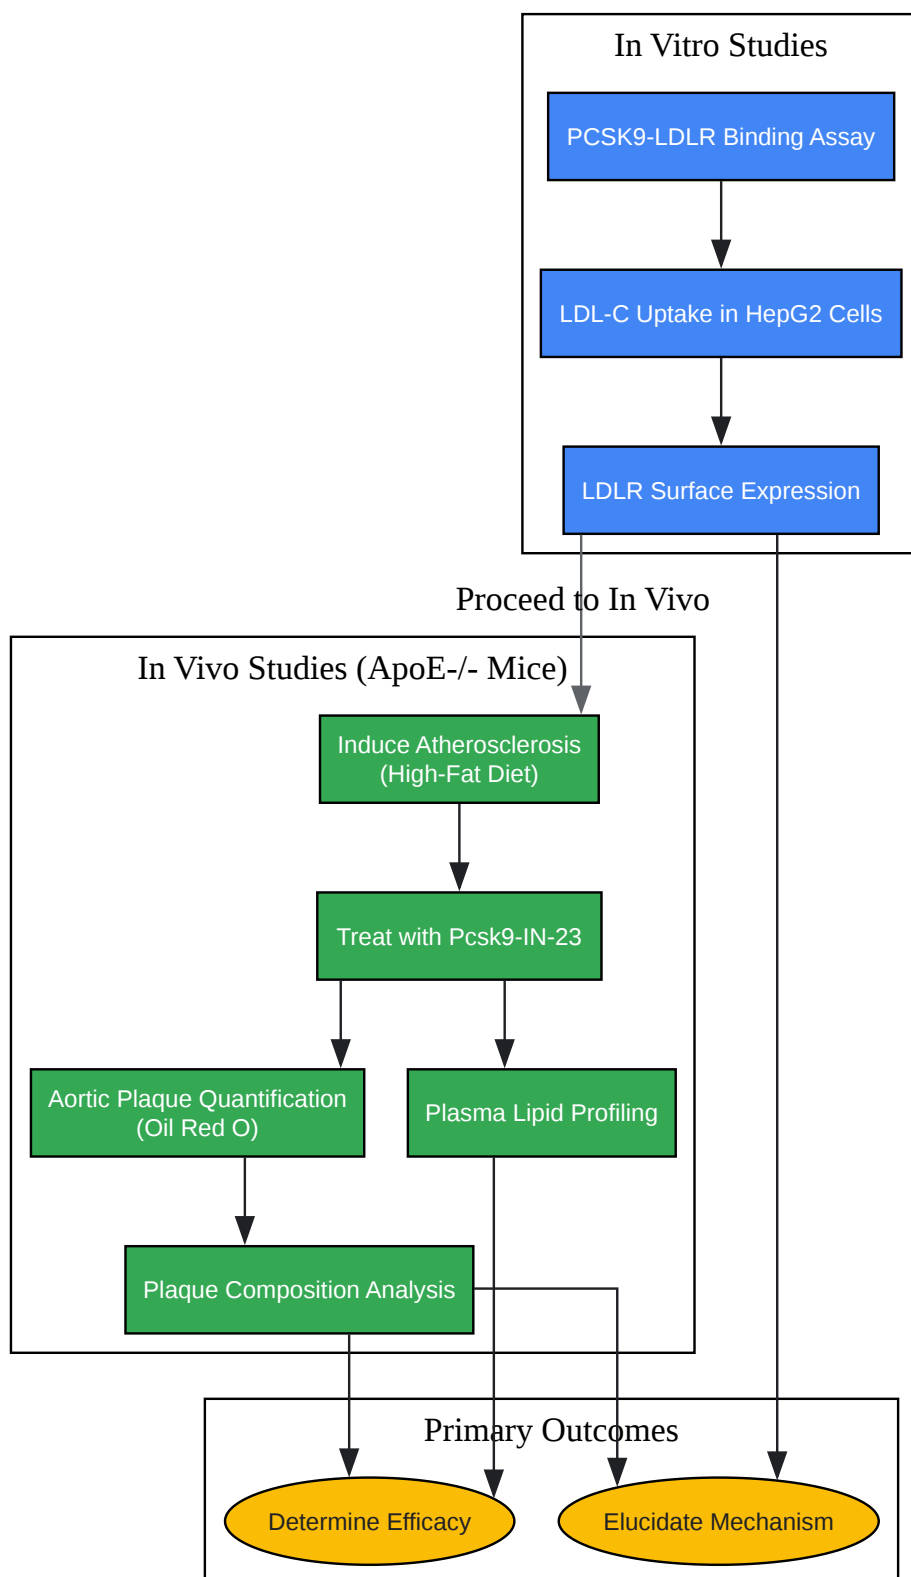 In Vitro Studies
PCSK9-LDLR Binding Assay
LDL-C Uptake in HepG2 Cells
LDLR Surface Expression
Proceed to In Vivo
In Vivo Studies (ApoE-/- Mice)
Induce Atherosclerosis
(High-Fat Diet)
Treat with Pcsk9-IN-23
Aortic Plaque Quantification
(Oil Red O)
Plasma Lipid Profiling
Plaque Composition Analysis
Primary Outcomes
Determine Efficacy
Elucidate Mechanism